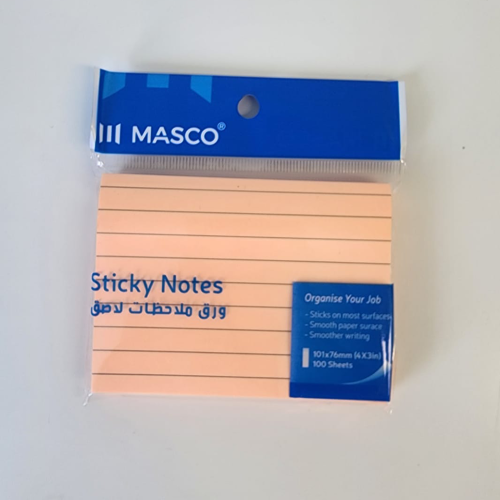 MASCO®
Sticky Notes
ورق ملاحظات لاصق
Organise Your Job
- Sticks on most surfaces
- Smooth paper surace
- Smoother writing
101x76mm (4X3in)
100 Sheets